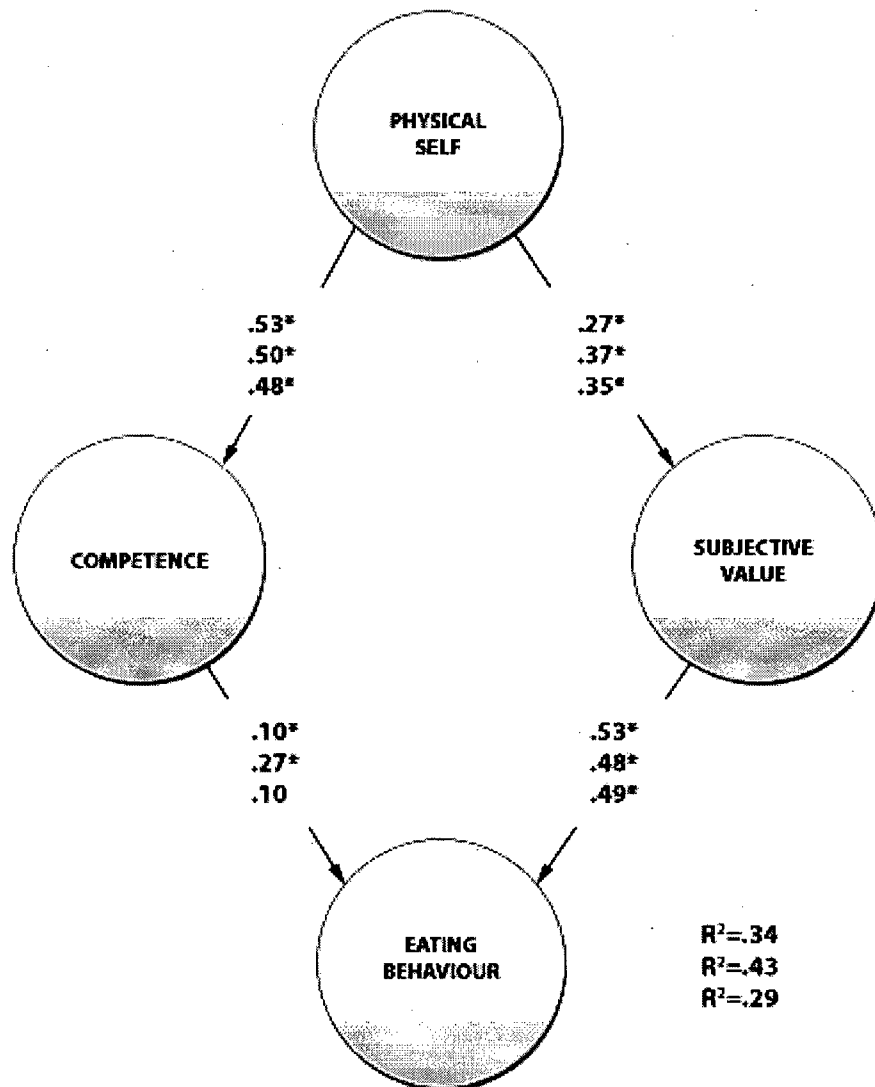 PHYSICAL
SELF
.53*
.50*
.48*
.27*
.37*
.35*
COMPETENCE
SUBJECTIVE
VALUE
.10*
.27*
.10
.53*
.48*
.49*
EATING
BEHAVIOUR
R²=.34
R²=.43
R²=.29